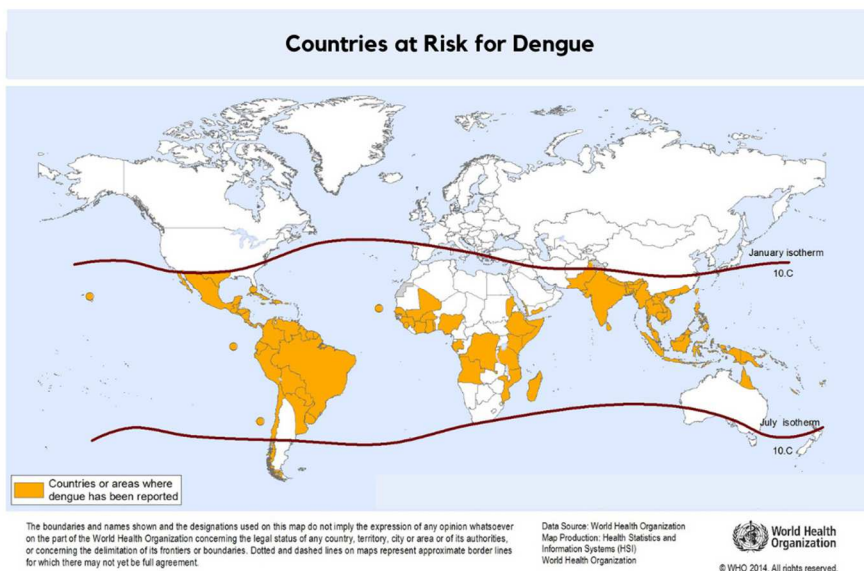 Countries at Risk for Dengue
January isotherm
10.C
July isotherm
10.C
Countries or areas where
dengue has been reported
The boundaries and names shown and the designations used on this map do not imply the expression of any opinion whatsoever
on the part of the World Health Organization concerning the legal status of any country, territory, city or area or of its authorities,
or concerning the delimitation of its frontiers or boundaries. Dotted and dashed lines on maps represent approximate border lines
for which there may not yet be full agreement.
Data Source: World Health Organization
Map Production: Health Statistics and
Information Systems (HSI)
World Health Organization
World Health
Organization
© WHO 2014. All rights reserved.